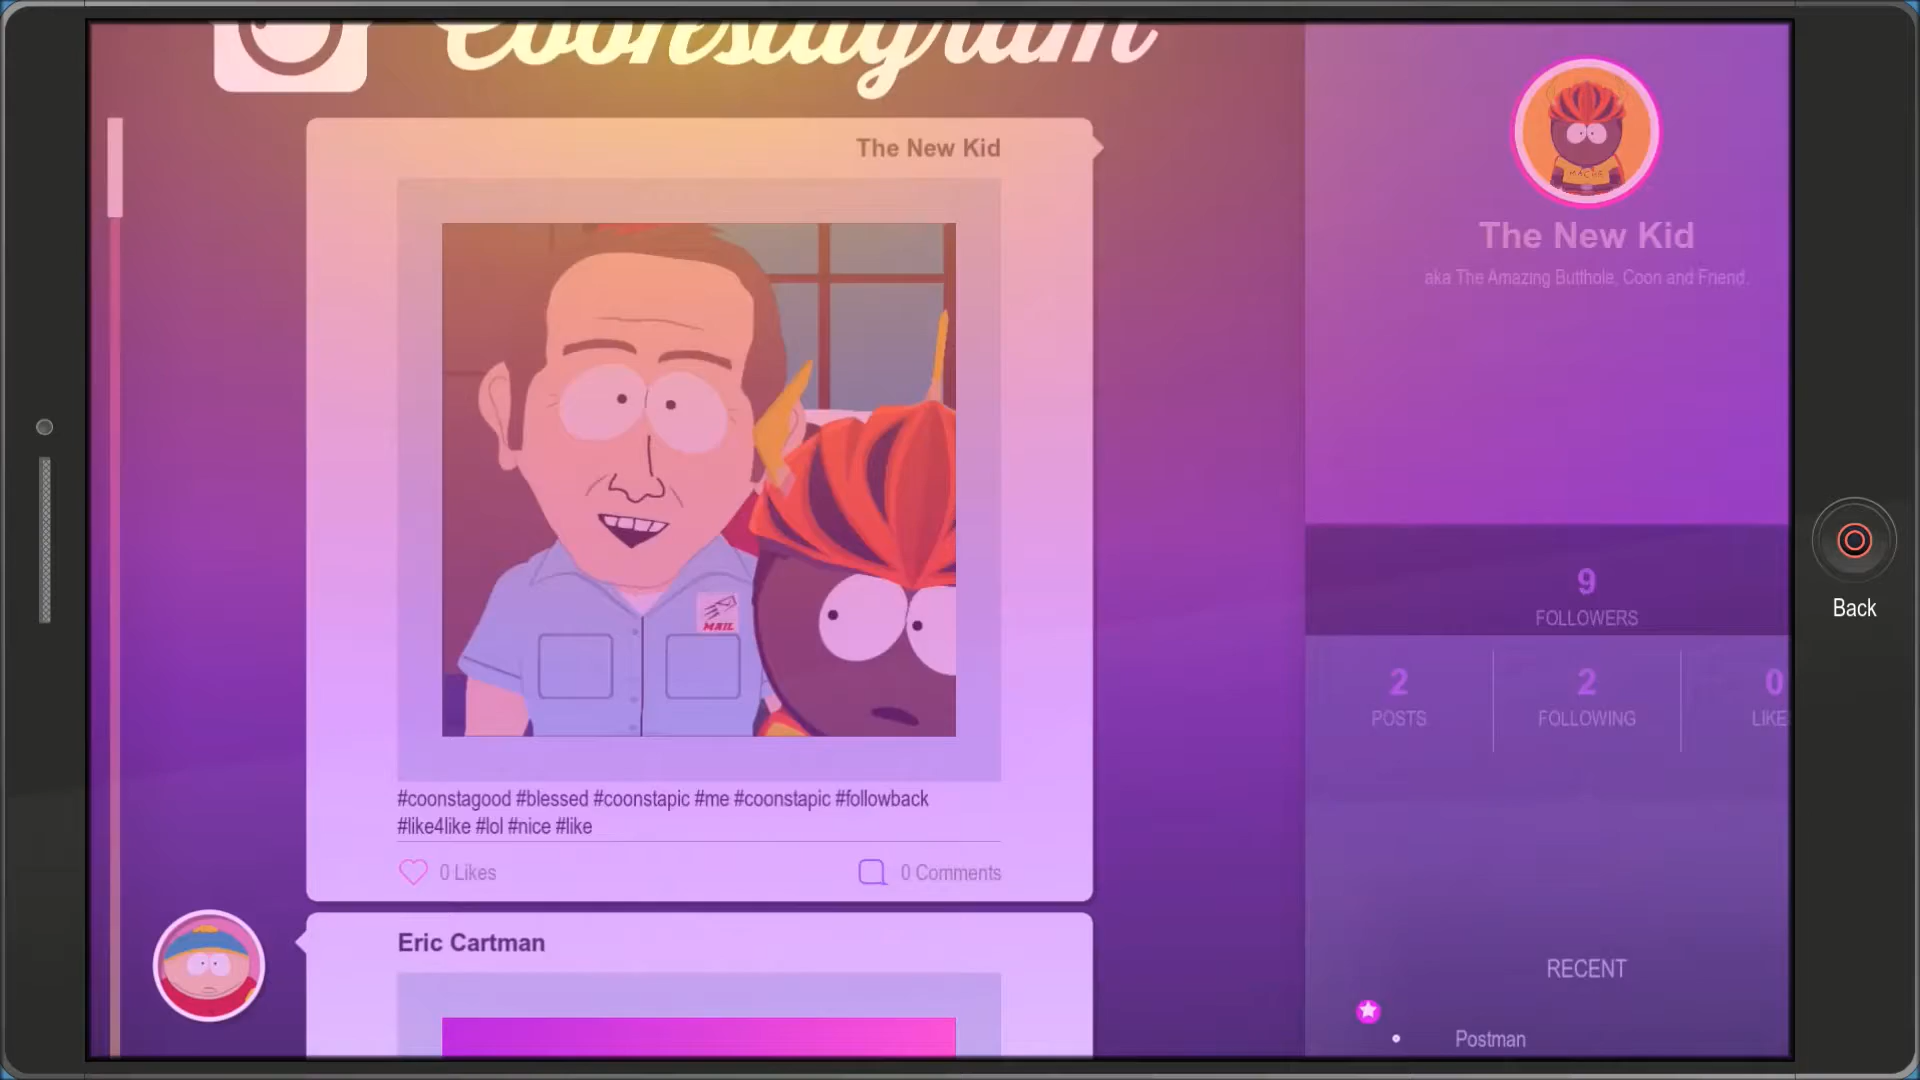 Coonstagram
The New Kid
MAIL
#coonstagood #blessed #coonstapic #me #coonstapic #followback
#like4like #lol #nice #like
0 Likes
0 Comments
Eric Cartman
The New Kid
aka The Amazing Butthole, Coon and Friend.
9
FOLLOWERS
2
POSTS
2
FOLLOWING
0
LIKE
RECENT
Postman
Back